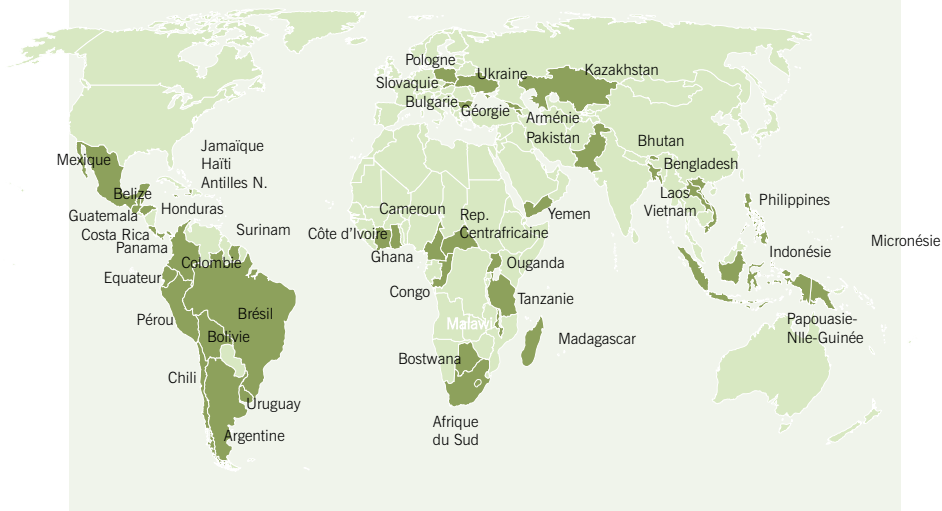 Pologne
Slovaquie
Ukraine
Kazakhstan
Bulgarie
Géorgie
Arménie
Pakistan
Bhutan
Bengladesh
Laos
Vietnam
Philippines
Indonésie
Micronésie
Papouasie-
Nlle-Guinée
Mexique
Jamaïque
Haïti
Antilles N.
Belize
Guatemala
Honduras
Costa Rica
Panama
Surinam
Colombie
Equateur
Pérou
Brésil
Bolivie
Chili
Uruguay
Argentine
Cameroun
Rep.
Centrafricaine
Côte d'Ivoire
Ghana
Yemen
Ouganda
Congo
Tanzanie
Malawi
Madagascar
Bostwana
Afrique
du Sud